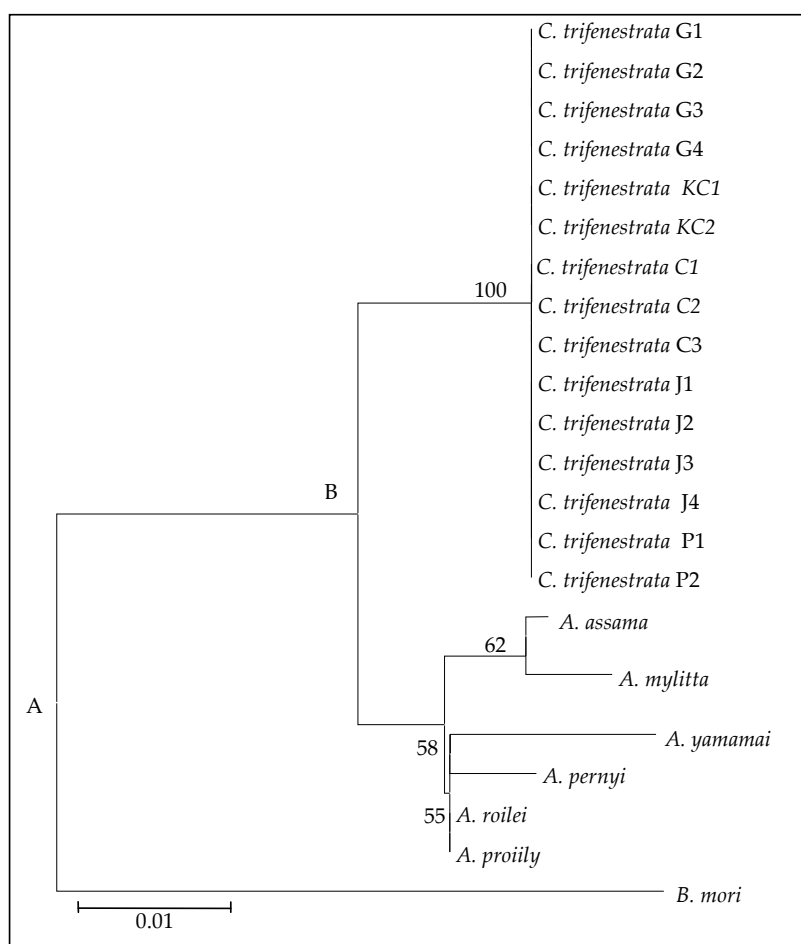 C. trifenestrata G1
C. trifenestrata G2
C. trifenestrata G3
C. trifenestrata G4
C. trifenestrata KC1
C. trifenestrata KC2
C. trifenestrata C1
100
C. trifenestrata C2
C. trifenestrata C3
C. trifenestrata J1
C. trifenestrata J2
C. trifenestrata J3
B
C. trifenestrata J4
C. trifenestrata P1
C. trifenestrata P2
A. assama
62
A. mylitta
A
A. yamamai
58
A. pernyi
55
A. roilei
A. proiily
B. mori
0.01